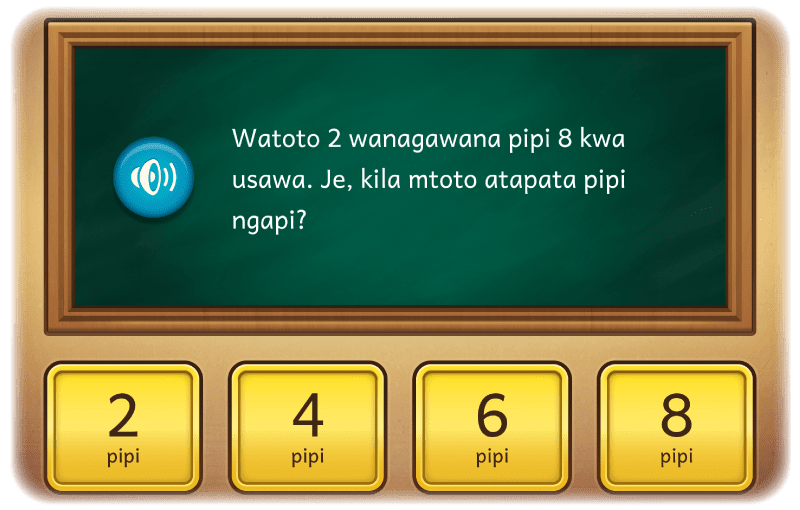 Watoto 2 wanagawana pipi 8 kwa
usawa. Je, kila mtoto atapata pipi
ngapi?
2
pipi
4
pipi
6
pipi
8
pipi